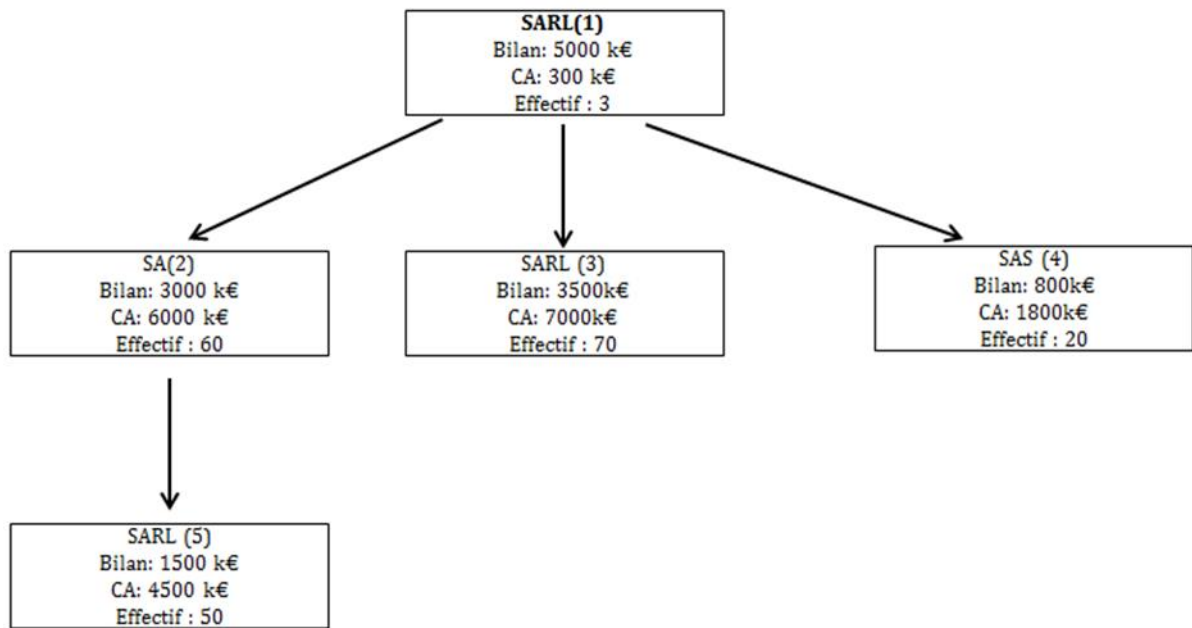 SARL(1)
Bilan: 5000 k€
CA: 300 k€
Effectif : 3
SA(2)
Bilan: 3000 k€
CA: 6000 k€
Effectif : 60
SARL (3)
Bilan: 3500k€
CA: 7000k€
Effectif : 70
SAS (4)
Bilan: 800k€
CA: 1800k€
Effectif : 20
SARL (5)
Bilan: 1500 k€
CA: 4500 k€
Effectif : 50